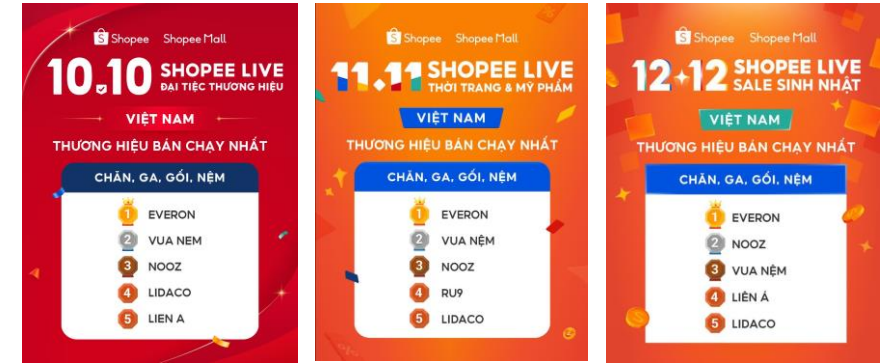 Shopee Shopee Mall
10.10 SHOPEE LIVE
ĐẠI TIỆC THƯƠNG HIỆU
VIỆT NAM
THƯƠNG HIỆU BÁN CHẠY NHẤT
CHĂN, GA, GỐI, NỆM
1 EVERON
2 VUA NEM
3 NOOZ
4 LIDACO
5 LIEN A
Shopee Shopee Mall
11.11 SHOPEE LIVE
THỜI TRANG & MỸ PHẨM
VIỆT NAM
THƯƠNG HIỆU BÁN CHẠY NHẤT
CHĂN, GA, GỐI, NỆM
1 EVERON
2 VUA NỆM
3 NOOZ
4 RU9
5 LIDACO
Shopee Shopee Mall
12.12 SHOPEE LIVE
SALE SINH NHẬT
VIỆT NAM
THƯƠNG HIỆU BÁN CHẠY NHẤT
CHĂN, GA, GỐI, NỆM
1 EVERON
2 NOOZ
3 VUA NỆM
4 LIÊN Á
5 LIDACO